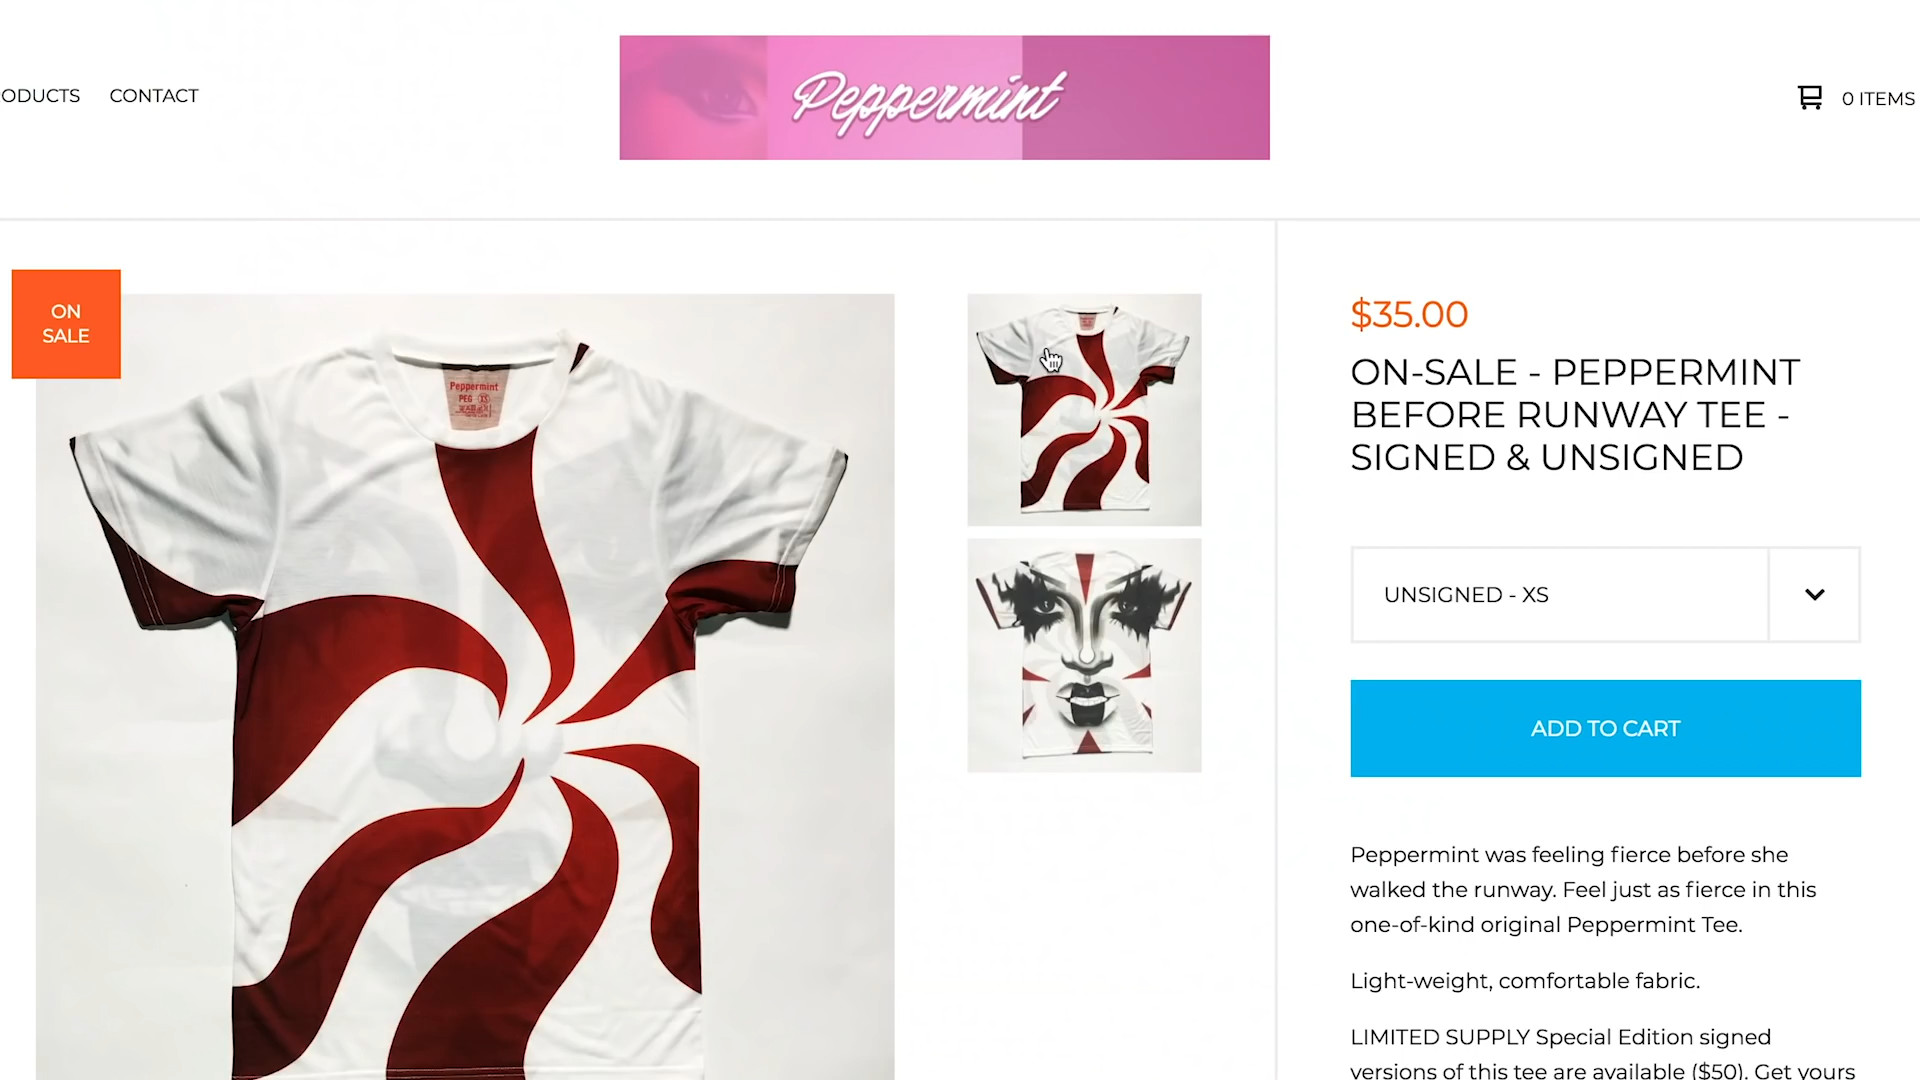 ODUCTS CONTACT
Peppermint
0 ITEMS
ON
SALE
Peppermint
PEG XS
$35.00
ON-SALE - PEPPERMINT
BEFORE RUNWAY TEE -
SIGNED & UNSIGNED
UNSIGNED - XS
ADD TO CART
Peppermint was feeling fierce before she
walked the runway. Feel just as fierce in this
one-of-kind original Peppermint Tee.
Light-weight, comfortable fabric.
LIMITED SUPPLY Special Edition signed
versions of this tee are available ($50). Get yours